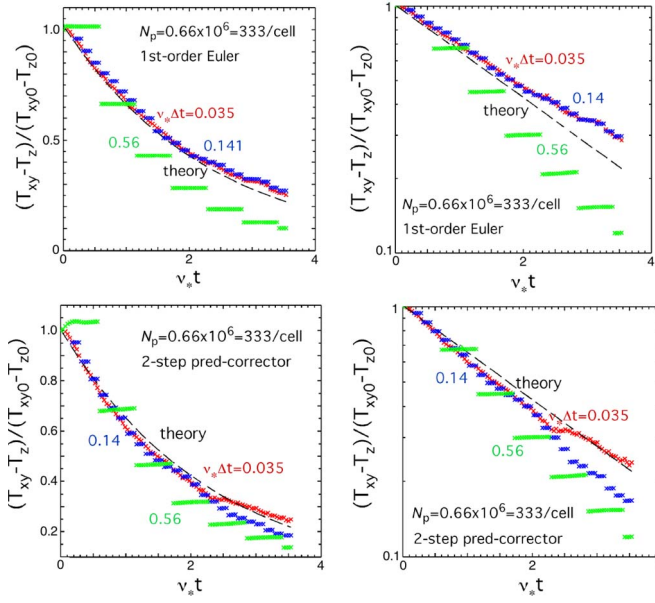 N_p=0.66x10^6=333/cell
1st-order Euler
ν_*Δt=0.035
0.56
0.141
theory
1.0
0.5
0
0
2
4
ν_*t
(T_xy-T_z)/(T_xy0-T_z0)
1
ν_*Δt=0.035
0.14
theory
0.56
N_p=0.66x10^6=333/cell
1st-order Euler
0.1
0
2
4
ν_*t
(T_xy-T_z)/(T_xy0-T_z0)
N_p=0.66x10^6=333/cell
2-step pred-corrector
theory
0.14
ν_*Δt=0.035
0.56
1.0
0.8
0.6
0.4
0.2
0
2
4
ν_*t
(T_xy-T_z)/(T_xy0-T_z0)
1
theory
0.14
ν_*Δt=0.035
0.56
N_p=0.66x10^6=333/cell
2-step pred-corrector
0.1
0
2
4
ν_*t
(T_xy-T_z)/(T_xy0-T_z0)